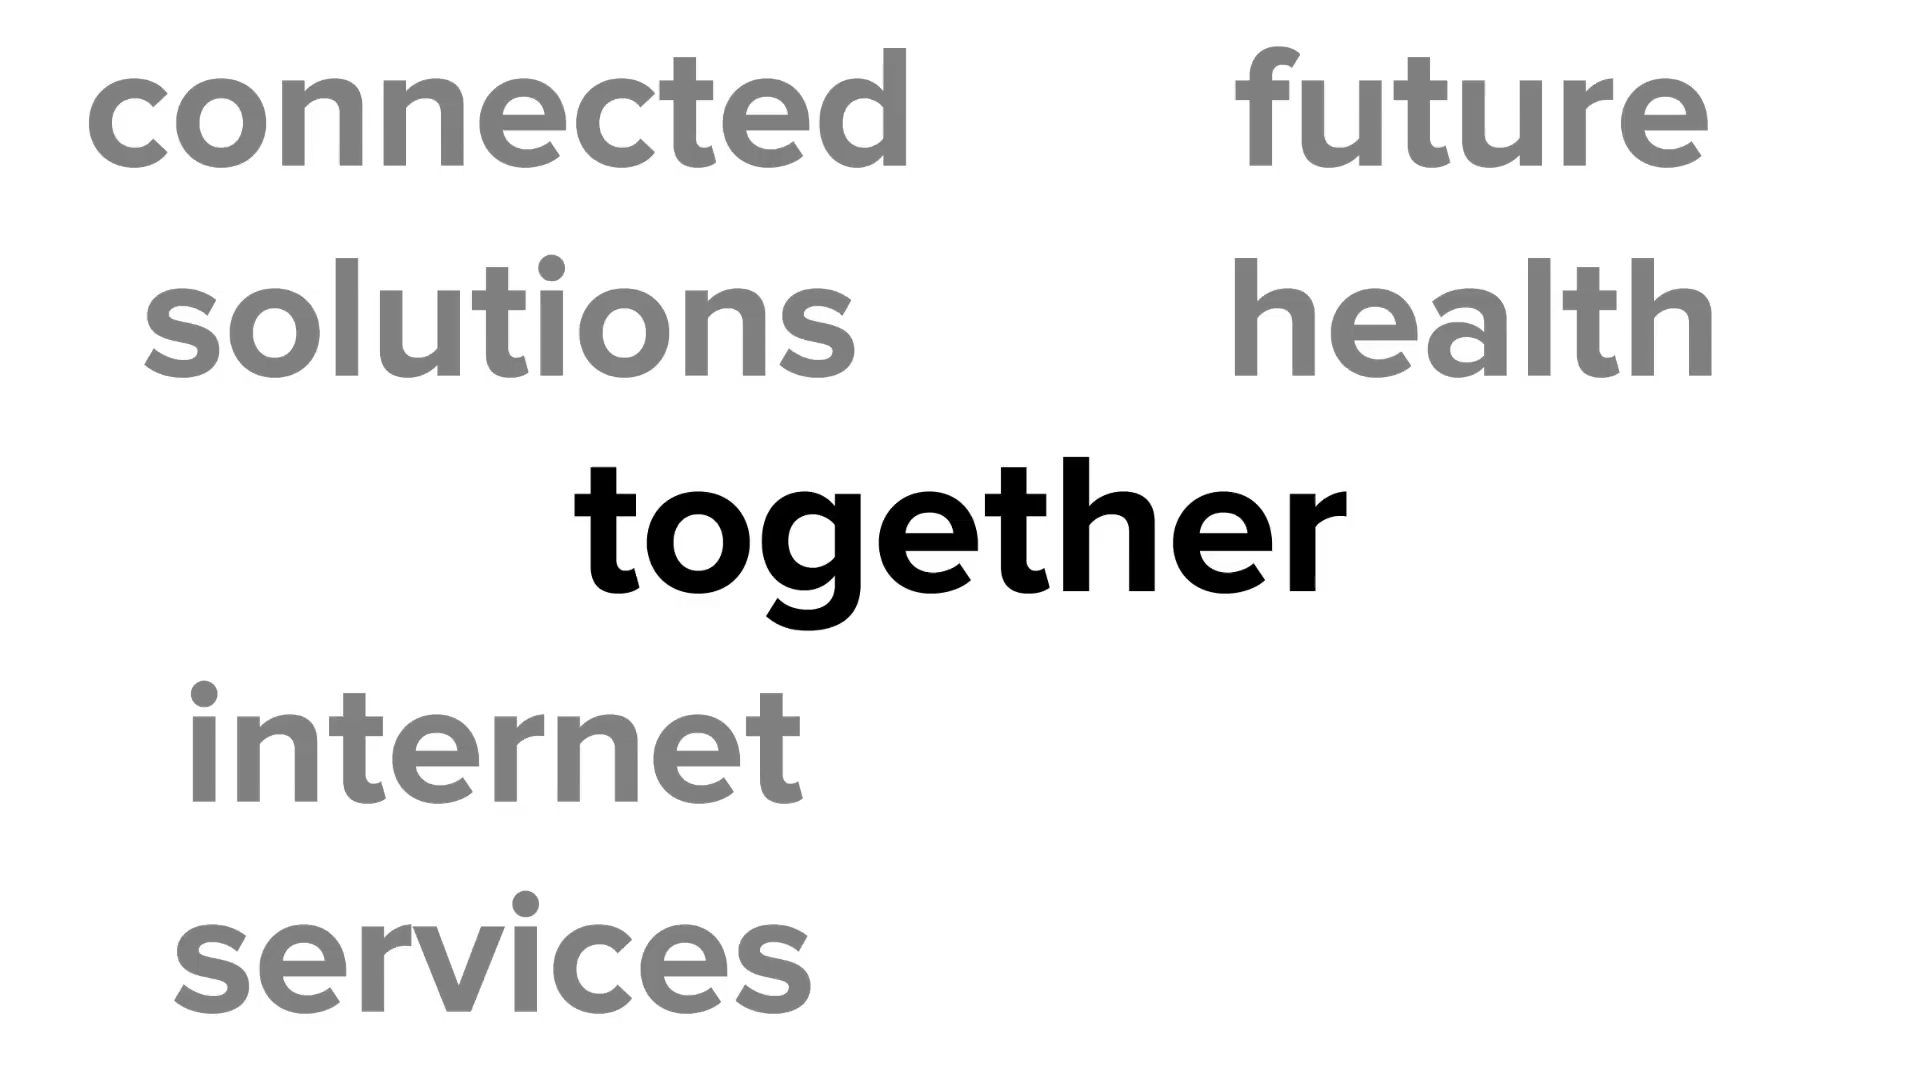 connected
solutions
future
health
together
internet
services